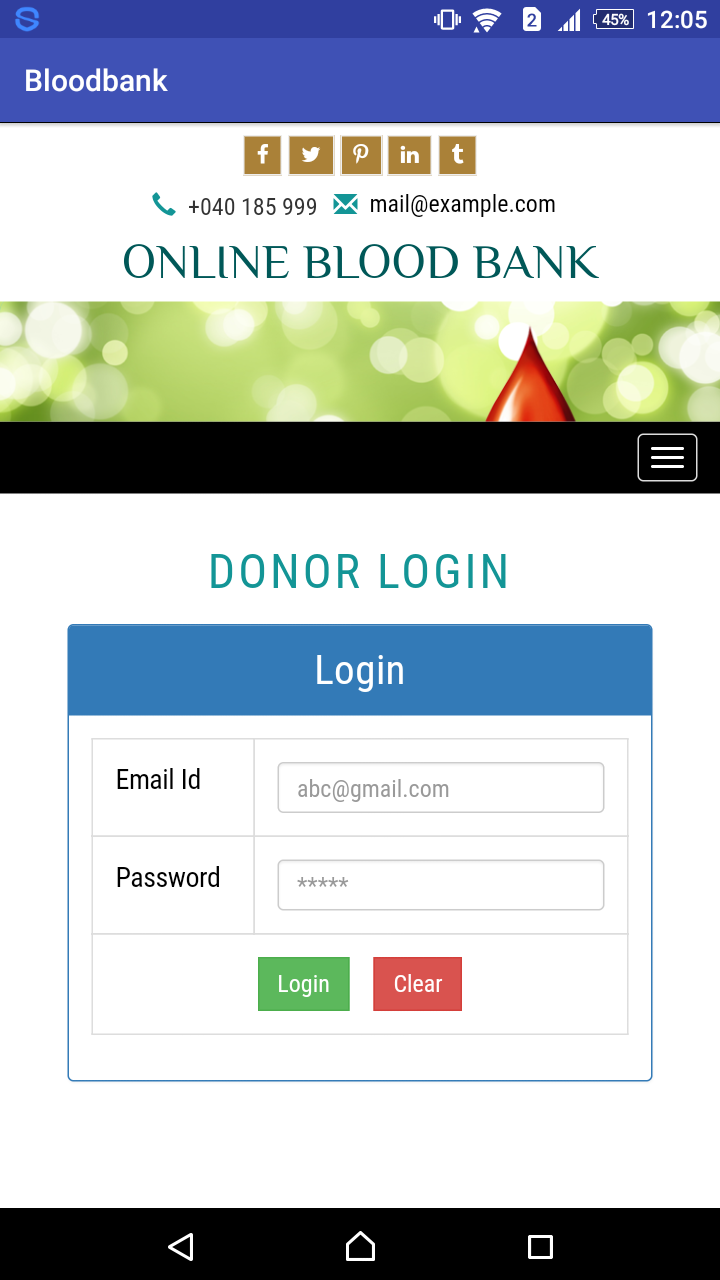 2 45% 12:05
Bloodbank
+040 185 999 mail@example.com
ONLINE BLOOD BANK
DONOR LOGIN
Login
Email Id abc@gmail.com
Password *****
Login Clear